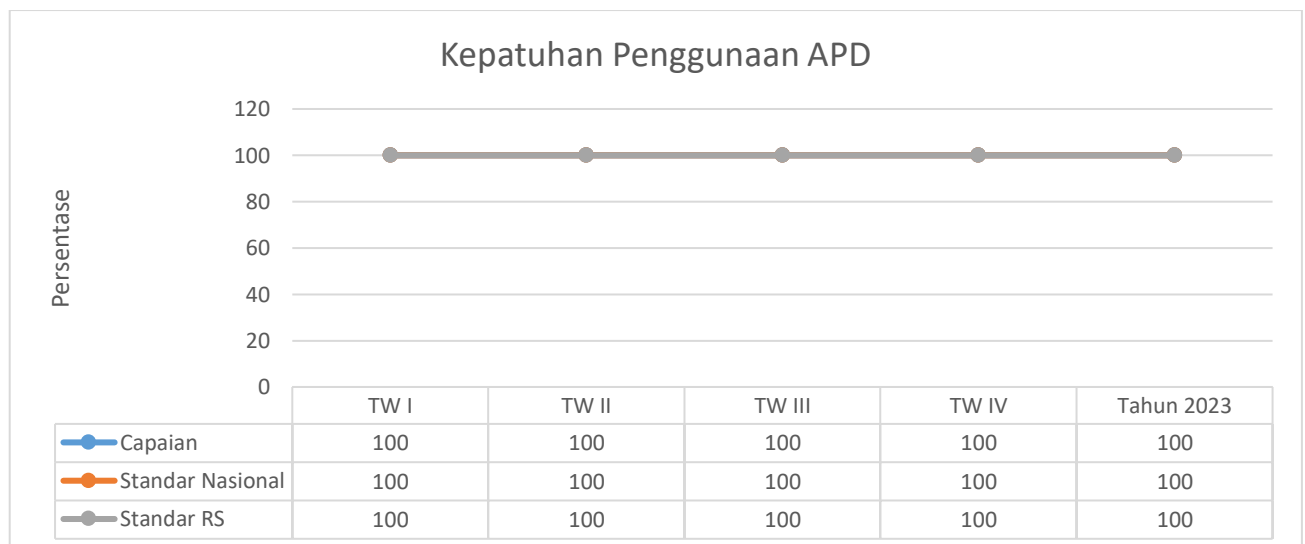 Kepatuhan Penggunaan APD
Persentase
120
100
80
60
40
20
0
TW I TW II TW III TW IV Tahun 2023
Capaian 100 100 100 100 100
Standar Nasional 100 100 100 100 100
Standar RS 100 100 100 100 100